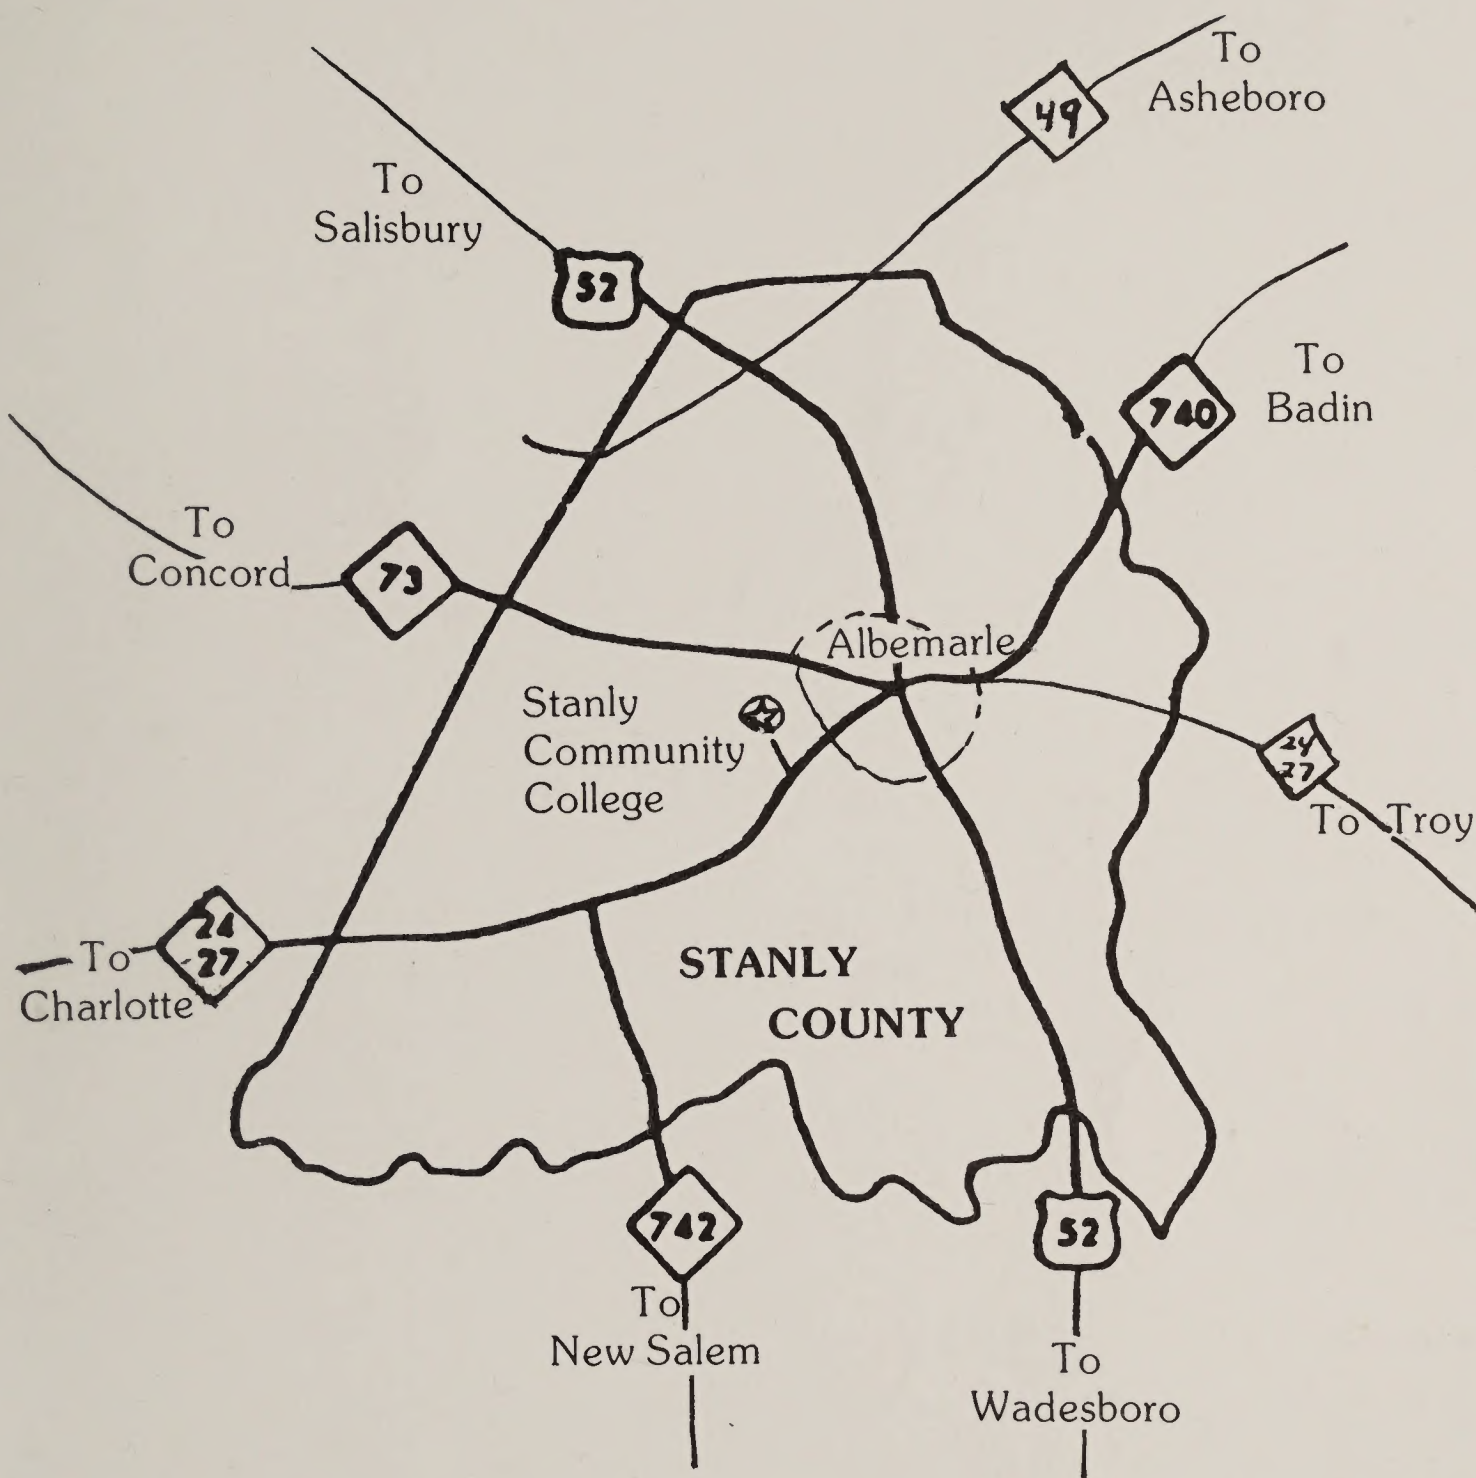 To
Asheboro
49
To
Salisbury
52
To
Badin
740
To
Concord
73
Albemarle
Stanly
Community
College
24
27
To Troy
24
27
To
Charlotte
STANLY
COUNTY
742
To
New Salem
52
To
Wadesboro